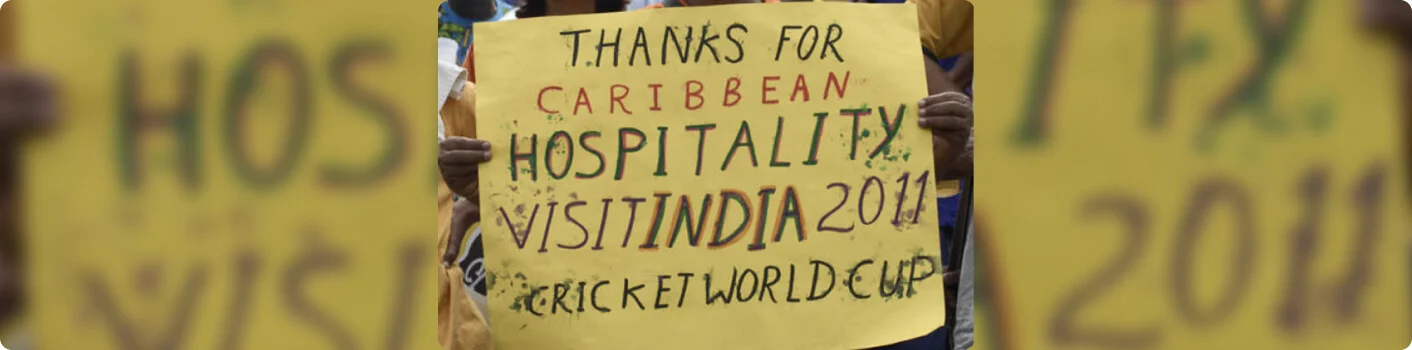 THANKS FOR
CARIBBEAN
HOSPITALITY
VISIT INDIA 2011
CRICKET WORLD CUP